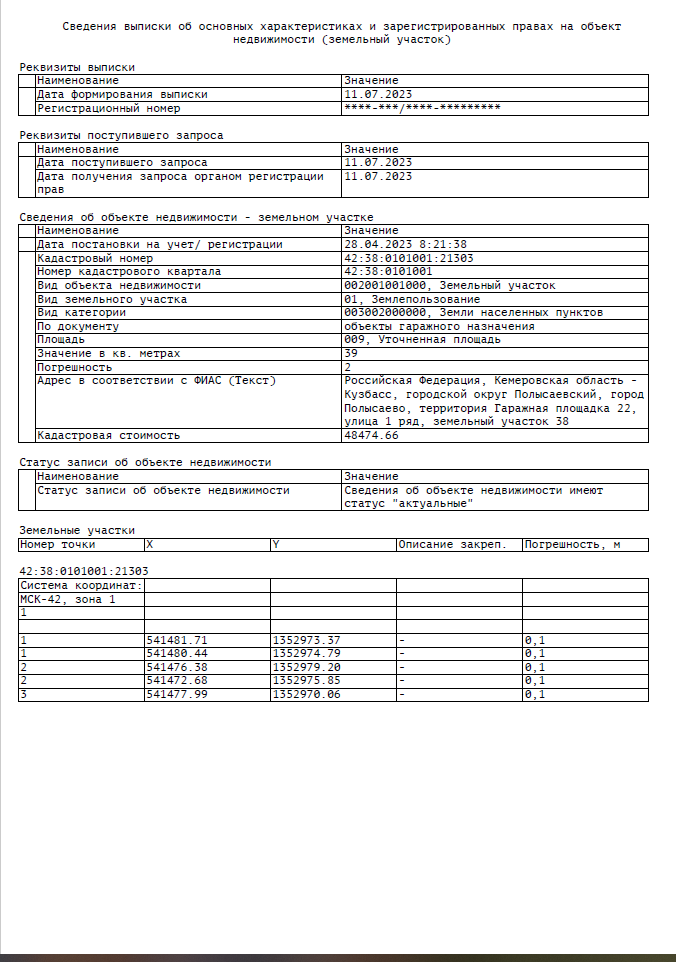 Сведения выписки об основных характеристиках и зарегистрированных правах на объект
недвижимости (земельный участок)
Реквизиты выписки
Наименование Значение
Дата формирования выписки 11.07.2023
Регистрационный номер ****-***/****-*********
Реквизиты поступившего запроса
Наименование Значение
Дата поступившего запроса 11.07.2023
Дата получения запроса органом регистрации 11.07.2023
прав
Сведения об объекте недвижимости - земельном участке
Наименование Значение
Дата постановки на учет/ регистрации 28.04.2023 8:21:38
Кадастровый номер 42:38:0101001:21303
Номер кадастрового квартала 42:38:0101001
Вид объекта недвижимости 002001001000, Земельный участок
Вид земельного участка 01, Землепользование
Вид категории 003002000000, Земли населенных пунктов
По документу объекты гаражного назначения
Площадь 009, Уточненная площадь
Значение в кв. метрах 39
Погрешность 2
Адрес в соответствии с ФИАС (Текст) Российская Федерация, Кемеровская область -
Кузбасс, городской округ Полысаевский, город
Полысаево, территория Гаражная площадка 22,
улица 1 ряд, земельный участок 38
Кадастровая стоимость 48474.66
Статус записи об объекте недвижимости
Наименование Значение
Статус записи об объекте недвижимости Сведения об объекте недвижимости имеют
статус "актуальные"
Земельные участки
Номер точки X Y Описание закреп. Погрешность, м
42:38:0101001:21303
Система координат:
МСК-42, зона 1
1
1 541481.71 1352973.37 - 0,1
1 541480.44 1352974.79 - 0,1
2 541476.38 1352979.20 - 0,1
2 541472.68 1352975.85 - 0,1
3 541477.99 1352970.06 - 0,1